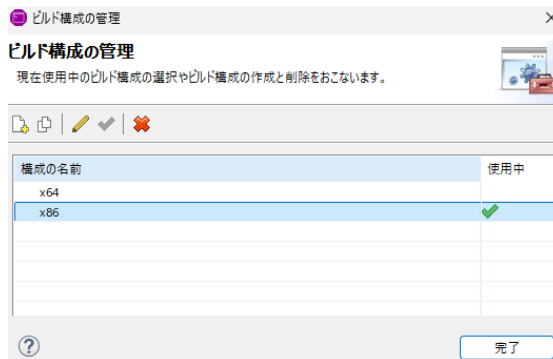 ビルド構成の管理
ビルド構成の管理
現在使用中のビルド構成の選択やビルド構成の作成と削除をおこないます。
構成の名前 使用中
x64
x86
完了